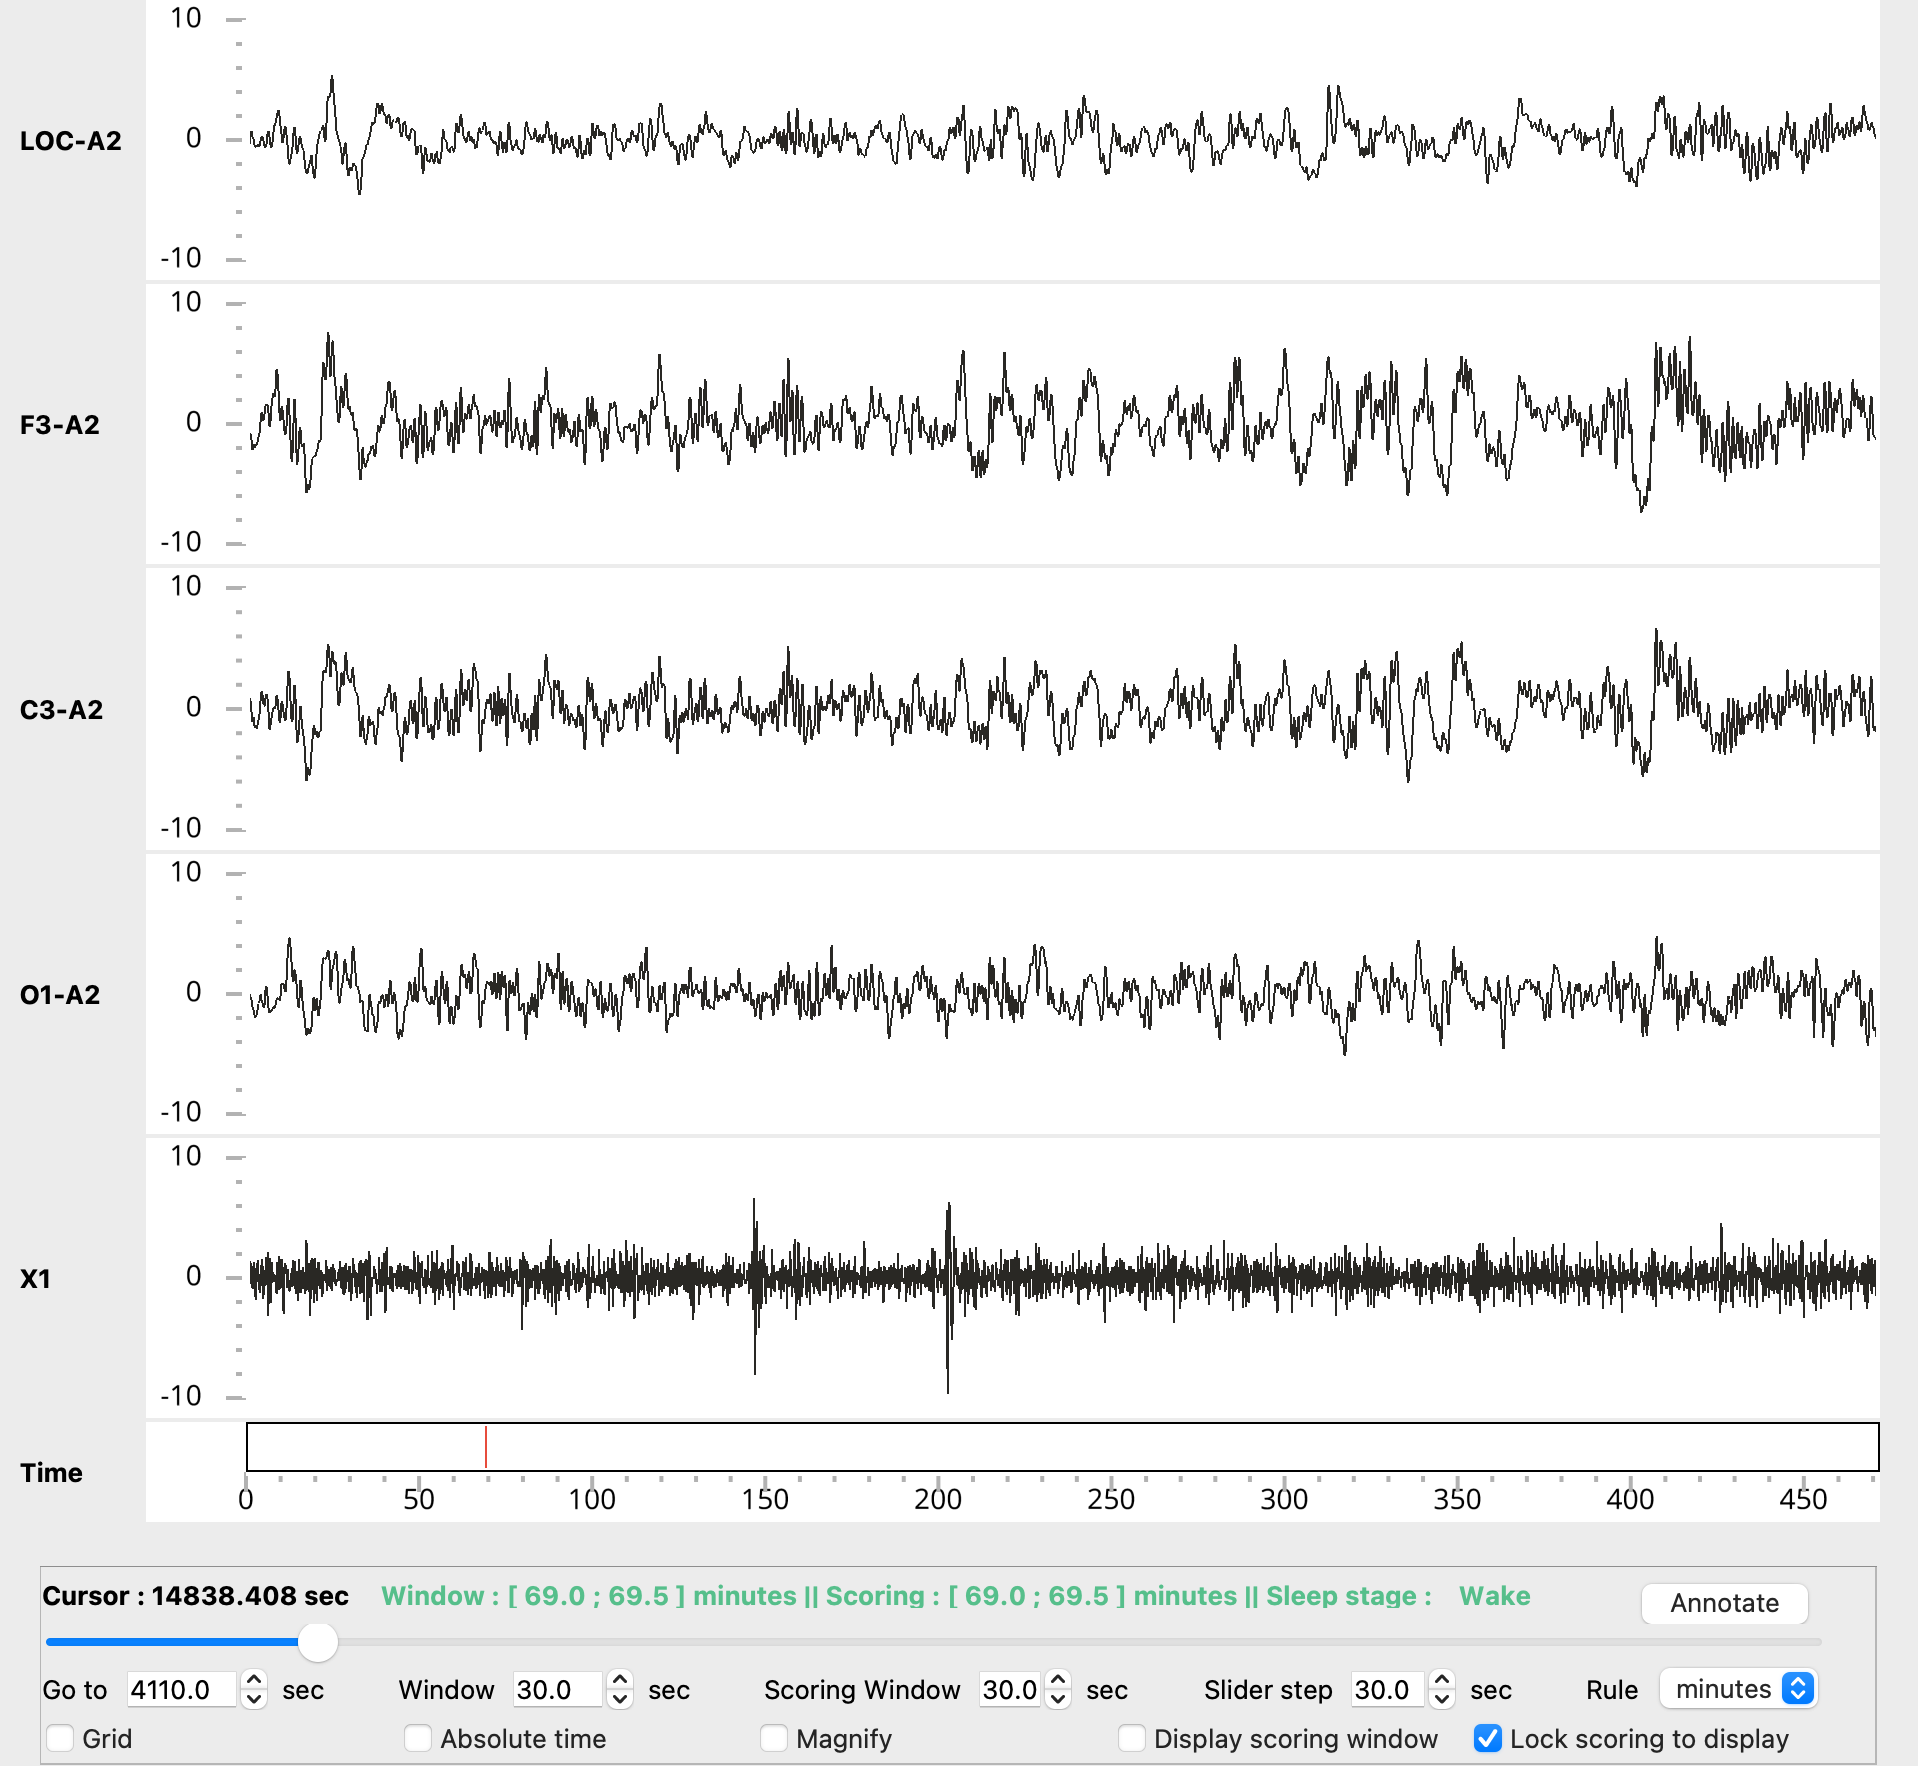 10
LOC-A2
0
-10
10
F3-A2
0
-10
10
C3-A2
0
-10
10
O1-A2
0
-10
10
X1
0
-10
Time
0 50 100 150 200 250 300 350 400 450
Cursor : 14838.408 sec Window : [ 69.0 ; 69.5 ] minutes || Scoring : [ 69.0 ; 69.5 ] minutes || Sleep stage : Wake Annotate
Go to 4110.0 sec Window 30.0 sec Scoring Window 30.0 sec Slider step 30.0 sec Rule minutes
Grid Absolute time Magnify Display scoring window Lock scoring to display